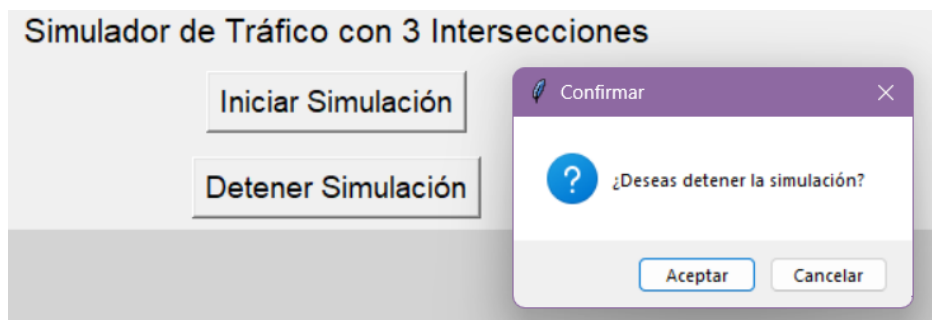 Simulador de Tráfico con 3 Intersecciones
Iniciar Simulación
Detener Simulación
Confirmar
¿Deseas detener la simulación?
Aceptar
Cancelar